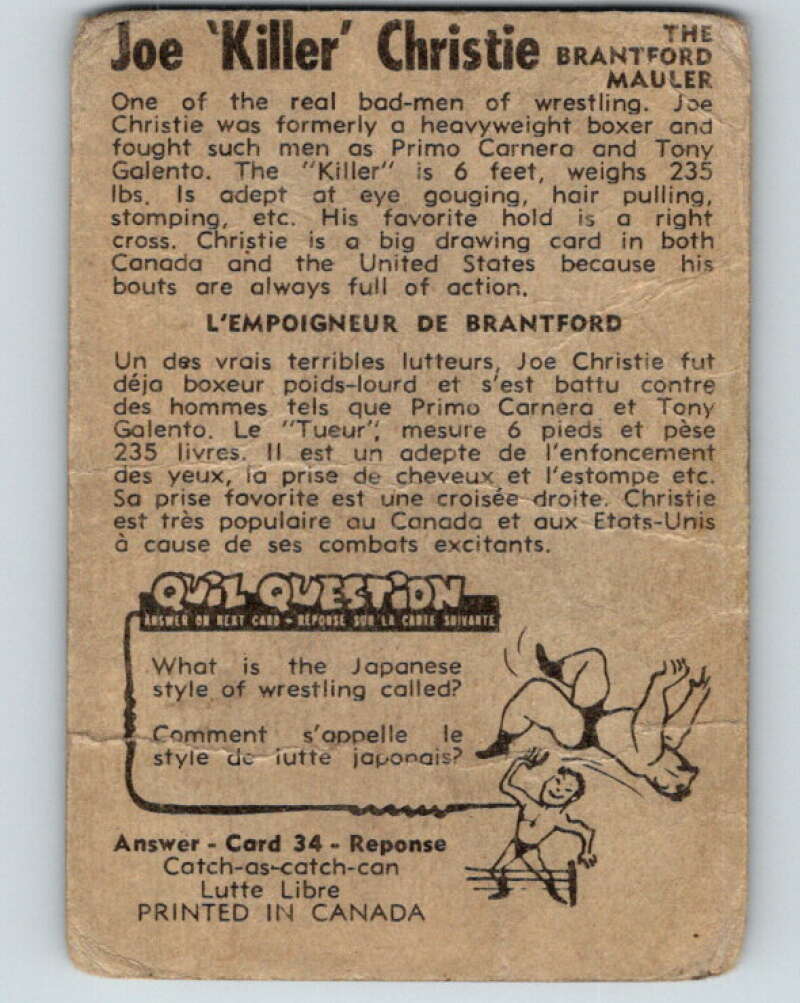 Joe 'Killer' Christie THE
BRANTFORD
MAULER
One of the real bad-men of wrestling. Joe
Christie was formerly a heavyweight boxer and
fought such men as Primo Carnera and Tony
Galento. The "Killer" is 6 feet, weighs 235
lbs. Is adept at eye gouging, hair pulling,
stomping, etc. His favorite hold is a right
cross. Christie is a big drawing card in both
Canada and the United States because his
bouts are always full of action.
L'EMPOIGNEUR DE BRANTFORD
Un des vrais terribles lutteurs, Joe Christie fut
déja boxeur poids-lourd et s'est battu contre
des hommes tels que Primo Carnera et Tony
Galento. Le "Tueur", mesure 6 pieds et pèse
235 livres. Il est un adepte de l'enfoncement
des yeux, la prise de cheveux et l'estompe etc.
Sa prise favorite est une croisée droite. Christie
est très populaire au Canada et aux Etats-Unis
à cause de ses combats excitants.
QUIL-QUESTION
ANSWER ON NEXT CARD - RÉPONSE SUR LA CARTE SUIVANTE
What is the Japanese
style of wrestling called?
Comment s'appelle le
style de lutte japonais?
Answer - Card 34 - Reponse
Catch-as-catch-can
Lutte Libre
PRINTED IN CANADA